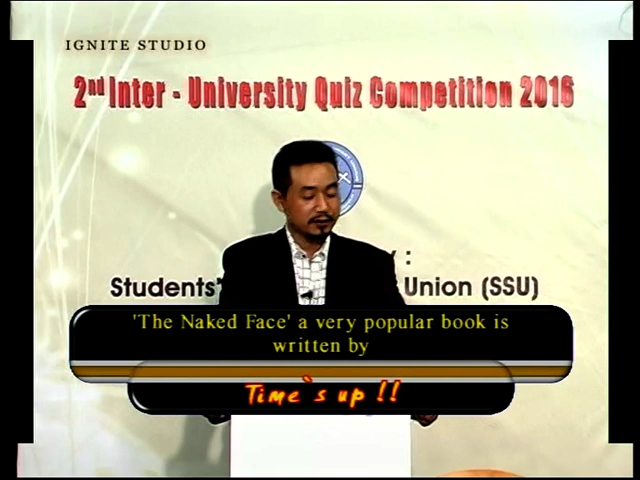 IGNITE STUDIO
2nd Inter - University Quiz Competition 2016
:
Students' Union (SSU)
'The Naked Face' a very popular book is
written by
Time's up !!